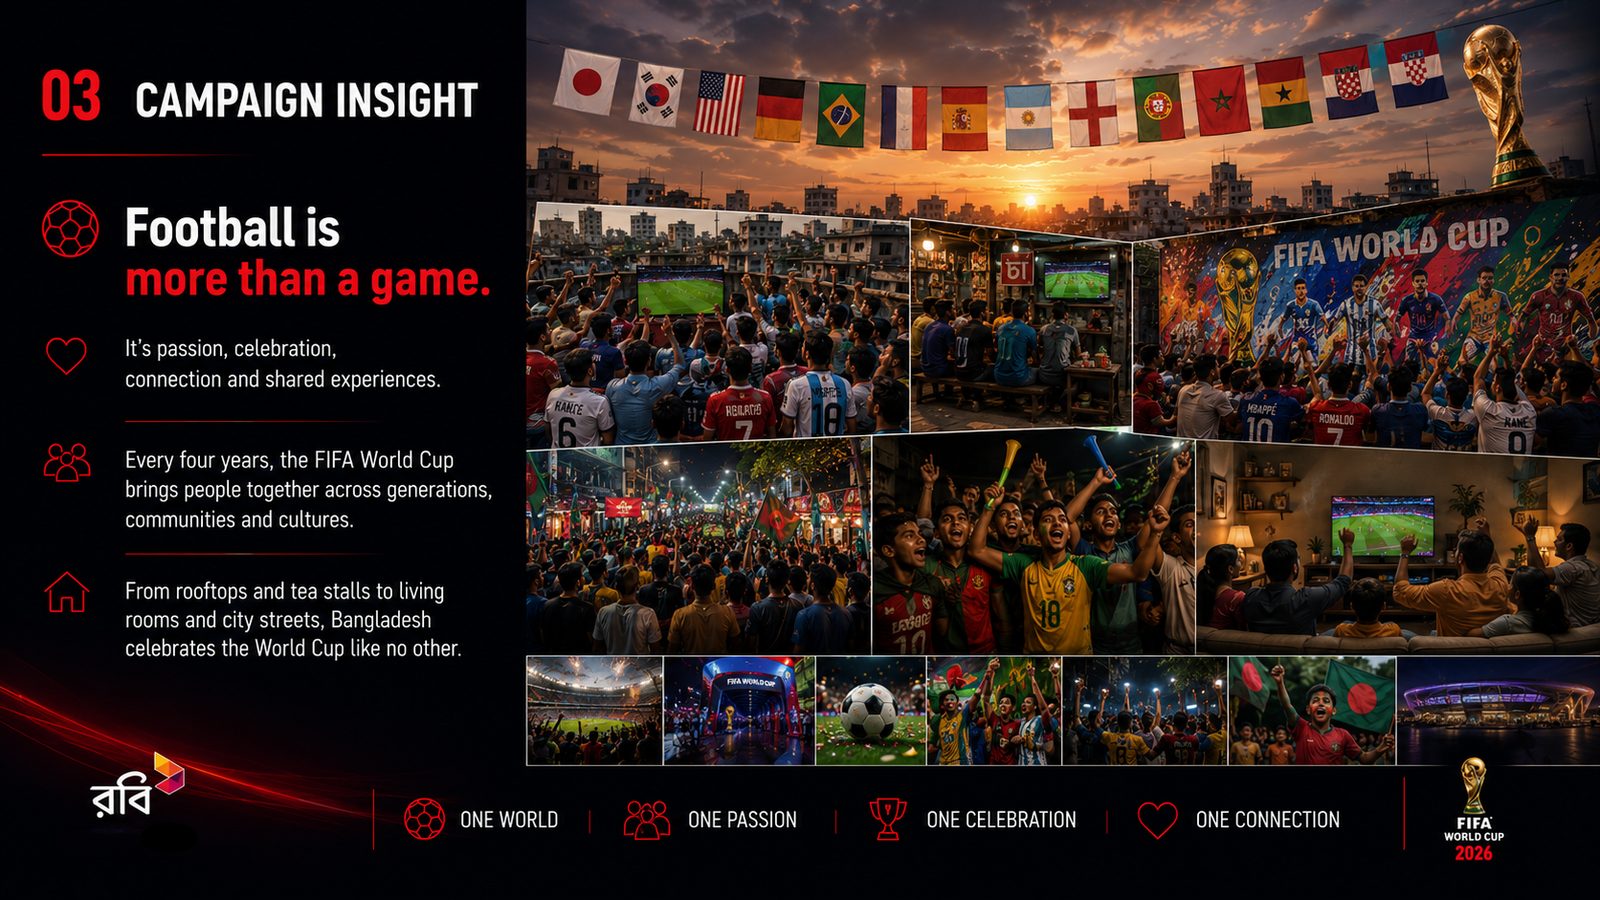 03 CAMPAIGN INSIGHT
Football is
more than a game.
It's passion, celebration,
connection and shared experiences.
Every four years, the FIFA World Cup
brings people together across generations,
communities and cultures.
From rooftops and tea stalls to living
rooms and city streets, Bangladesh
celebrates the World Cup like no other.
চা
FIFA WORLD CUP
6
7
18
MBAPPÉ
10
RONALDO
7
KANE
9
10
18
FIFA WORLD CUP
রবি
ONE WORLD
ONE PASSION
ONE CELEBRATION
ONE CONNECTION
FIFA
WORLD CUP
2026